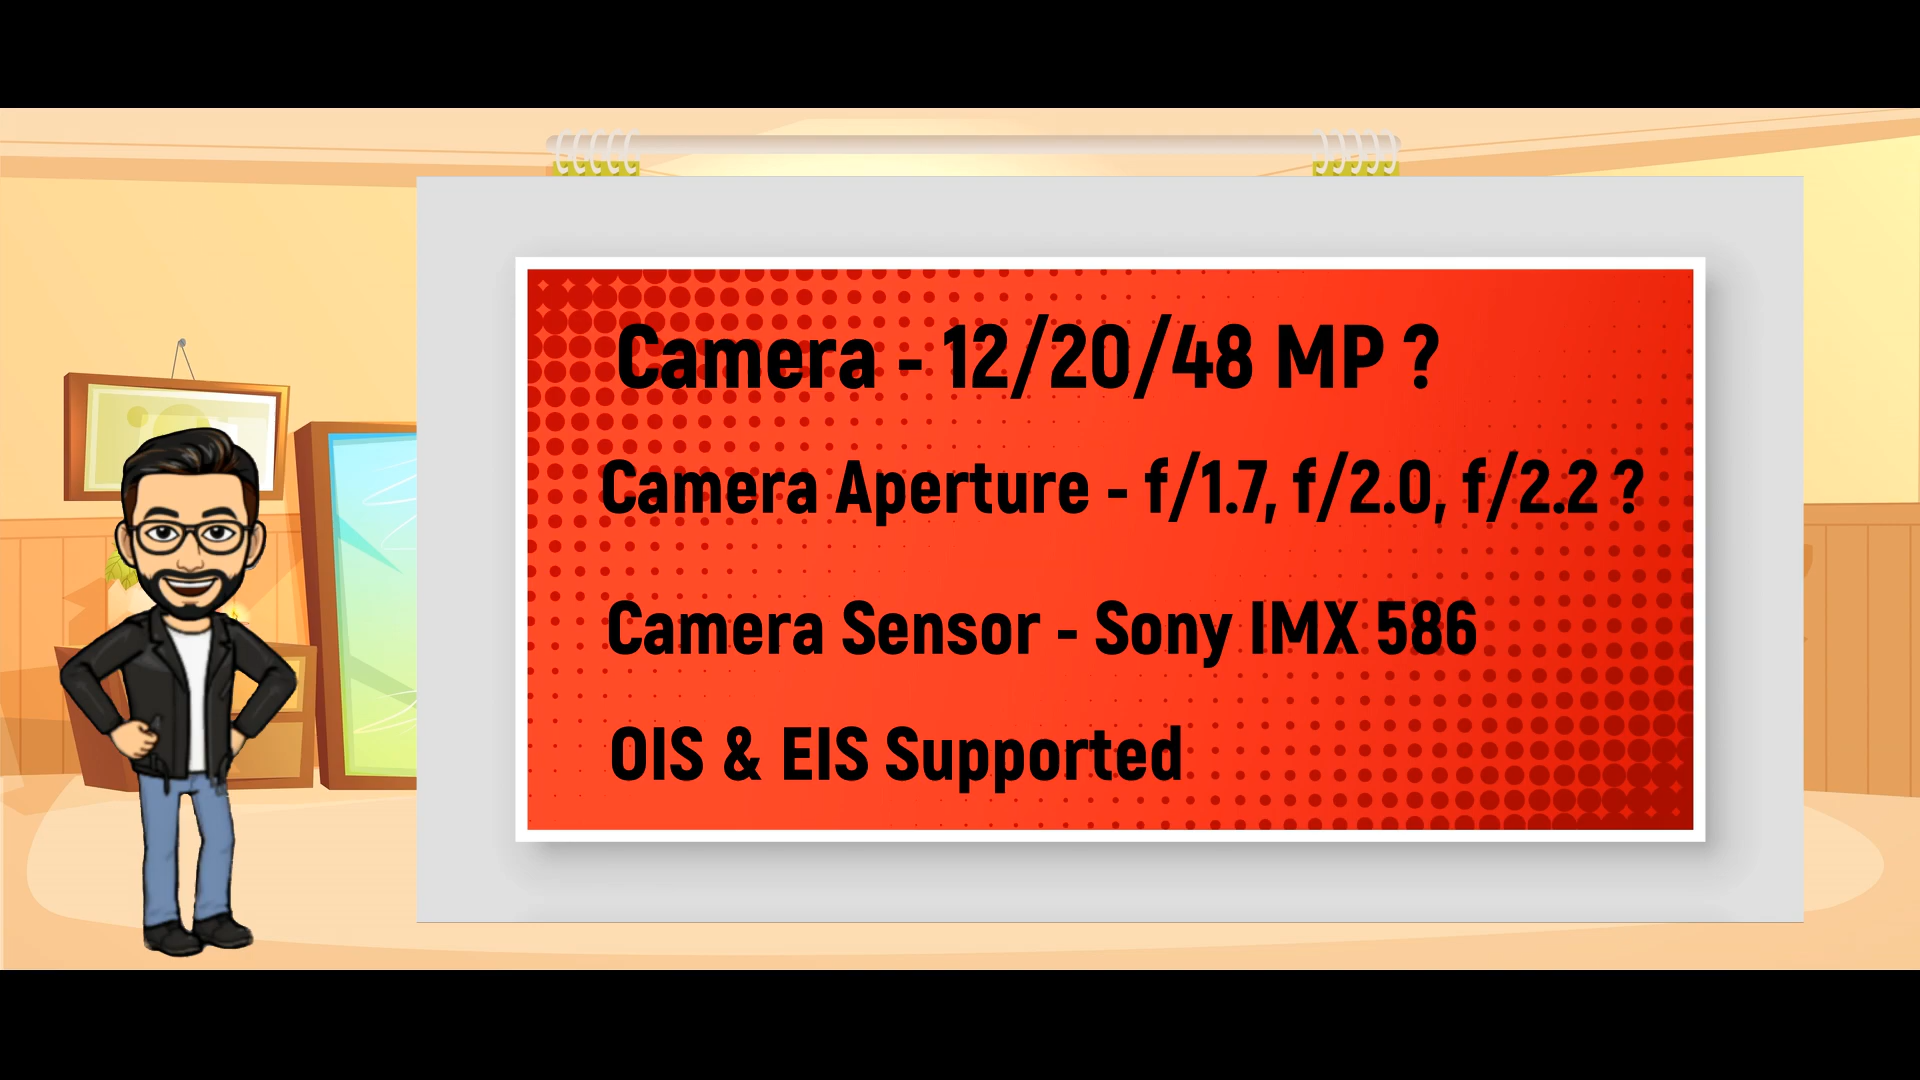 Camera - 12/20/48 MP ?
Camera Aperture - f/1.7, f/2.0, f/2.2 ?
Camera Sensor - Sony IMX 586
OIS & EIS Supported